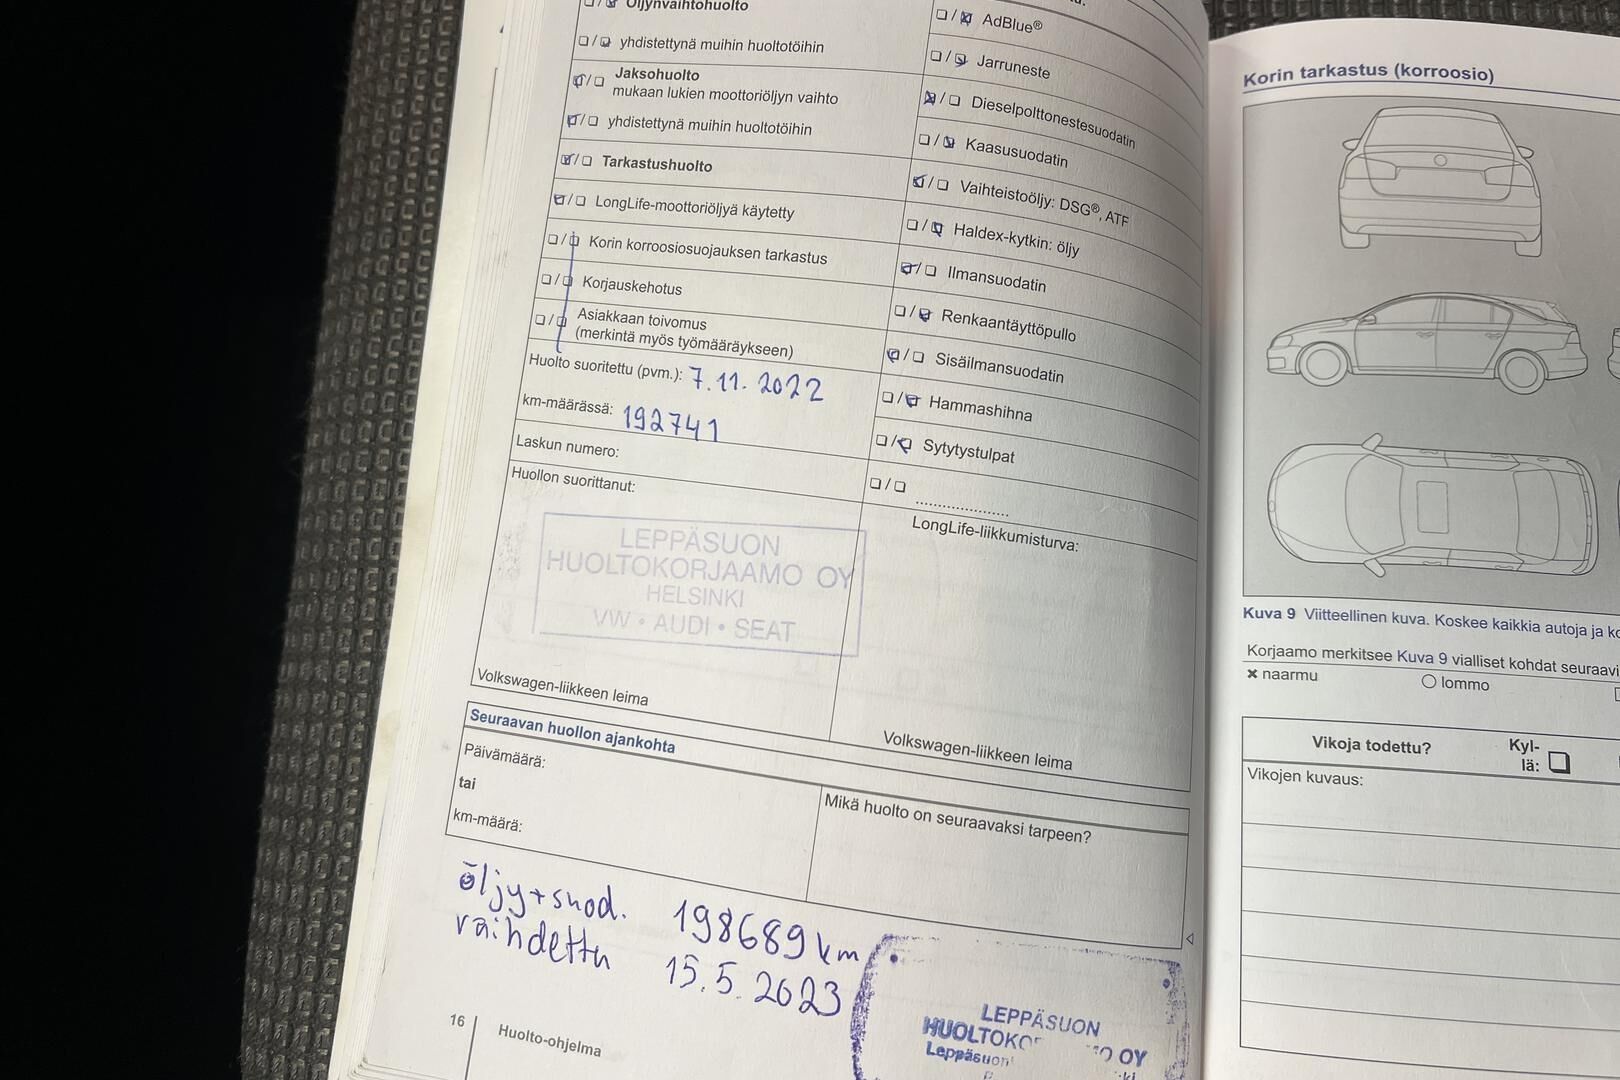 Öljynvaihtohuolto
yhdistettynä muihin huoltotöihin
Jaksohuolto
mukaan lukien moottoriöljyn vaihto
yhdistettynä muihin huoltotöihin
Tarkastushuolto
LongLife-moottoriöljyä käytetty
Korin korroosiosuojauksen tarkastus
Korjauskehotus
Asiakkaan toivomus
(merkintä myös työmääräykseen)
Huolto suoritettu (pvm.): 7.11.2022
km-määrässä: 192741
Laskun numero:
Huollon suorittanut:
LEPPÄSUON
HUOLTOKORJAAMO OY
HELSINKI
VW • AUDI • SEAT
Volkswagen-liikkeen leima
AdBlue®
Jarruneste
Dieselpolttonestesuodatin
Kaasusuodatin
Vaihteistoöljy: DSG®, ATF
Haldex-kytkin: öljy
Ilmansuodatin
Renkaantäyttöpullo
Sisäilmansuodatin
Hammashihna
Sytytystulpat
....................
LongLife-liikkumisturva:
Volkswagen-liikkeen leima
Seuraavan huollon ajankohta
Päivämäärä:
tai
km-määrä:
Mikä huolto on seuraavaksi tarpeen?
öljy+suod. 198689 km
vaihdettu 15.5.2023
LEPPÄSUON
OY
16 Huolto-ohjelma
Korin tarkastus (korroosio)
Kuva 9 Viitteellinen kuva. Koskee kaikkia autoja ja
Korjaamo merkitsee Kuva 9 vialliset kohdat
× naarmu ○ lommo
Vikoja todettu? Kyl-
lä:
Vikojen kuvaus: